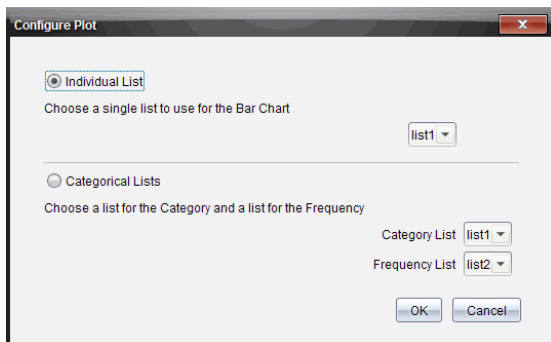 Configure Plot
x
Individual List
Choose a single list to use for the Bar Chart
list1
Categorical Lists
Choose a list for the Category and a list for the Frequency
Category List list1
Frequency List list2
OK Cancel